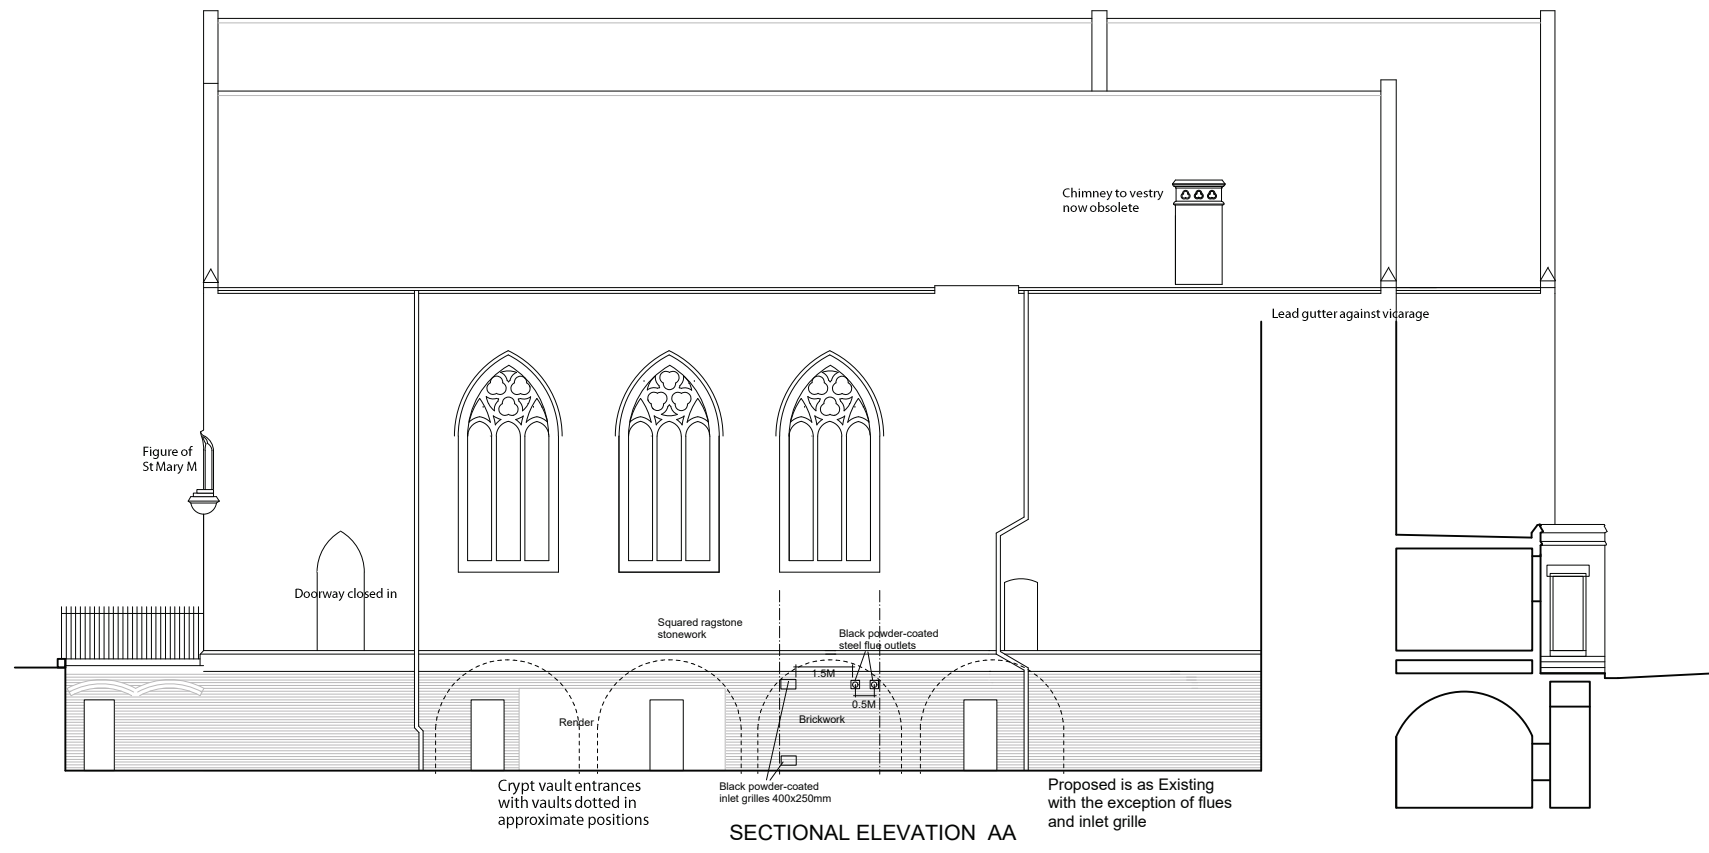 Chimney to vestry
now obsolete
Lead gutter against vicarage
Figure of
St Mary M
Doorway closed in
Squared ragstone
stonework
Black powder-coated
steel flue outlets
1.5M
0.5M
Render
Brickwork
Crypt vault entrances
with vaults dotted in
approximate positions
Black powder-coated
inlet grilles 400x250mm
Proposed is as Existing
with the exception of flues
and inlet grille
SECTIONAL ELEVATION AA